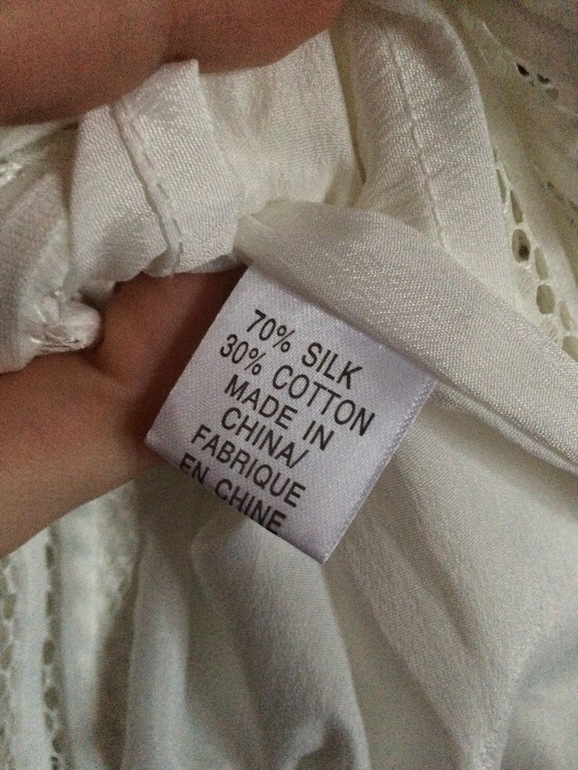 70% SILK
30% COTTON
MADE IN
CHINA/
FABRIQUE
EN CHINE